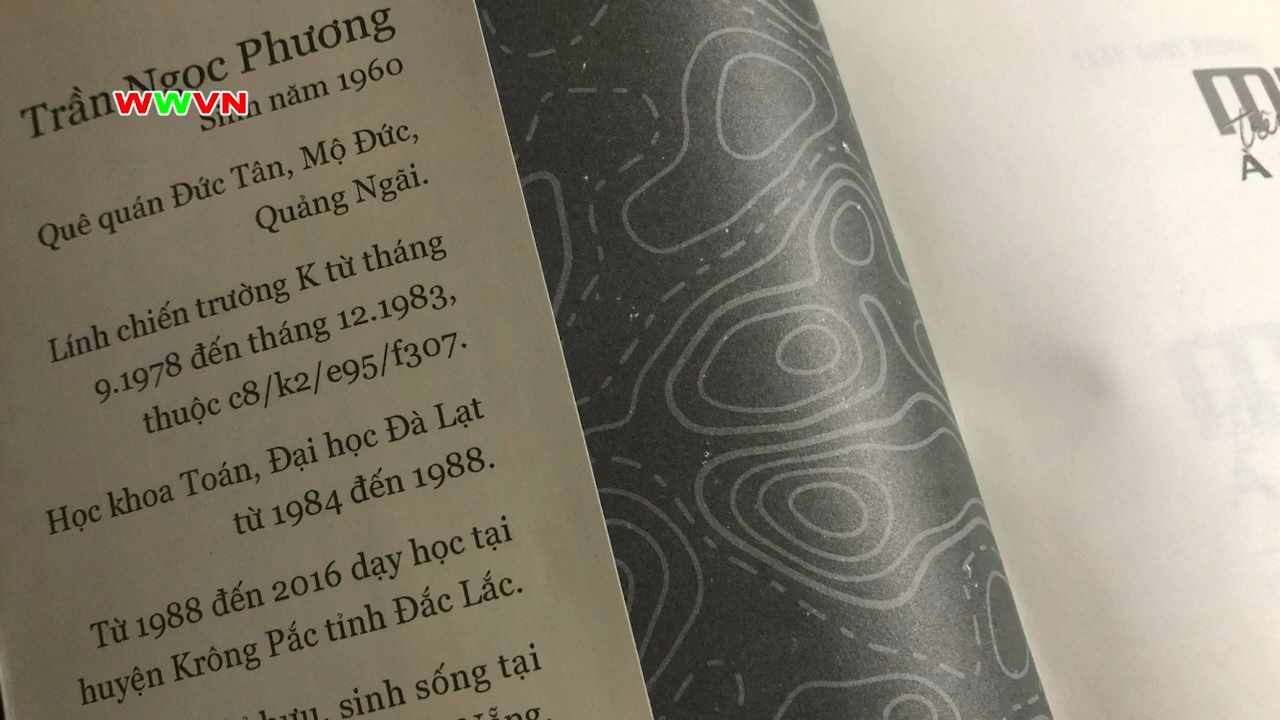 Trần Ngọc Phương
WWVN
Sinh năm 1960
Quê quán Đức Tân, Mộ Đức,
Quảng Ngãi.
Lính chiến trường K từ tháng
9.1978 đến tháng 12.1983,
thuộc c8/k2/e95/f307.
Học khoa Toán, Đại học Đà Lạt
từ 1984 đến 1988.
Từ 1988 đến 2016 dạy học tại
huyện Krông Pắc tỉnh Đắc Lắc.
hưu, sinh sống tại
Nẵng.
À